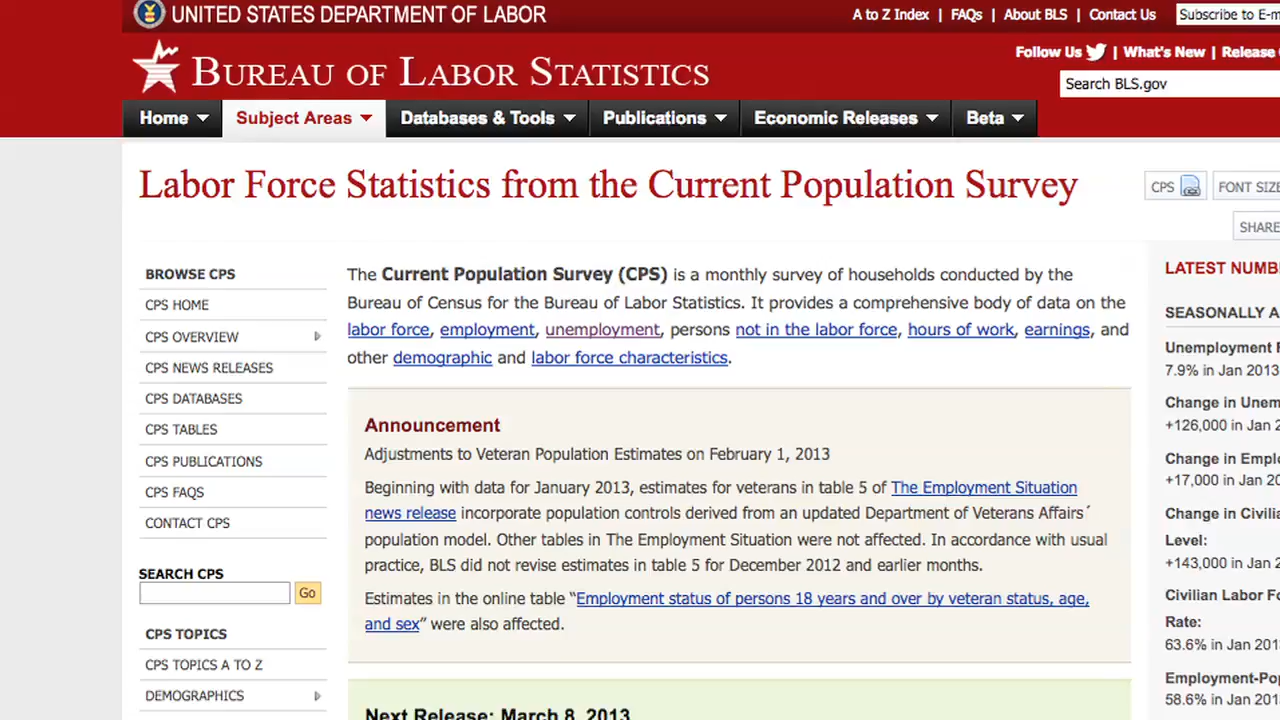 UNITED STATES DEPARTMENT OF LABOR
A to Z Index | FAQs | About BLS | Contact Us
Subscribe to E-m
Follow Us | What's New | Release
BUREAU OF LABOR STATISTICS
Search BLS.gov
Home
Subject Areas
Databases & Tools
Publications
Economic Releases
Beta
Labor Force Statistics from the Current Population Survey
CPS
FONT SIZE
SHARE
BROWSE CPS
CPS HOME
CPS OVERVIEW
CPS NEWS RELEASES
CPS DATABASES
CPS TABLES
CPS PUBLICATIONS
CPS FAQS
CONTACT CPS
SEARCH CPS
Go
CPS TOPICS
CPS TOPICS A TO Z
DEMOGRAPHICS
The Current Population Survey (CPS) is a monthly survey of households conducted by the
Bureau of Census for the Bureau of Labor Statistics. It provides a comprehensive body of data on the
labor force, employment, unemployment, persons not in the labor force, hours of work, earnings, and
other demographic and labor force characteristics.
Announcement
Adjustments to Veteran Population Estimates on February 1, 2013
Beginning with data for January 2013, estimates for veterans in table 5 of The Employment Situation
news release incorporate population controls derived from an updated Department of Veterans Affairs´
population model. Other tables in The Employment Situation were not affected. In accordance with usual
practice, BLS did not revise estimates in table 5 for December 2012 and earlier months.
Estimates in the online table “Employment status of persons 18 years and over by veteran status, age,
and sex” were also affected.
Next Release: March 8, 2013
LATEST NUMB
SEASONALLY A
Unemployment
7.9% in Jan 2013
Change in Unem
+126,000 in Jan 2
Change in Emplo
+17,000 in Jan 20
Change in Civilia
Level:
+143,000 in Jan 2
Civilian Labor Fo
Rate:
63.6% in Jan 201
Employment-Pop
58.6% in Jan 201